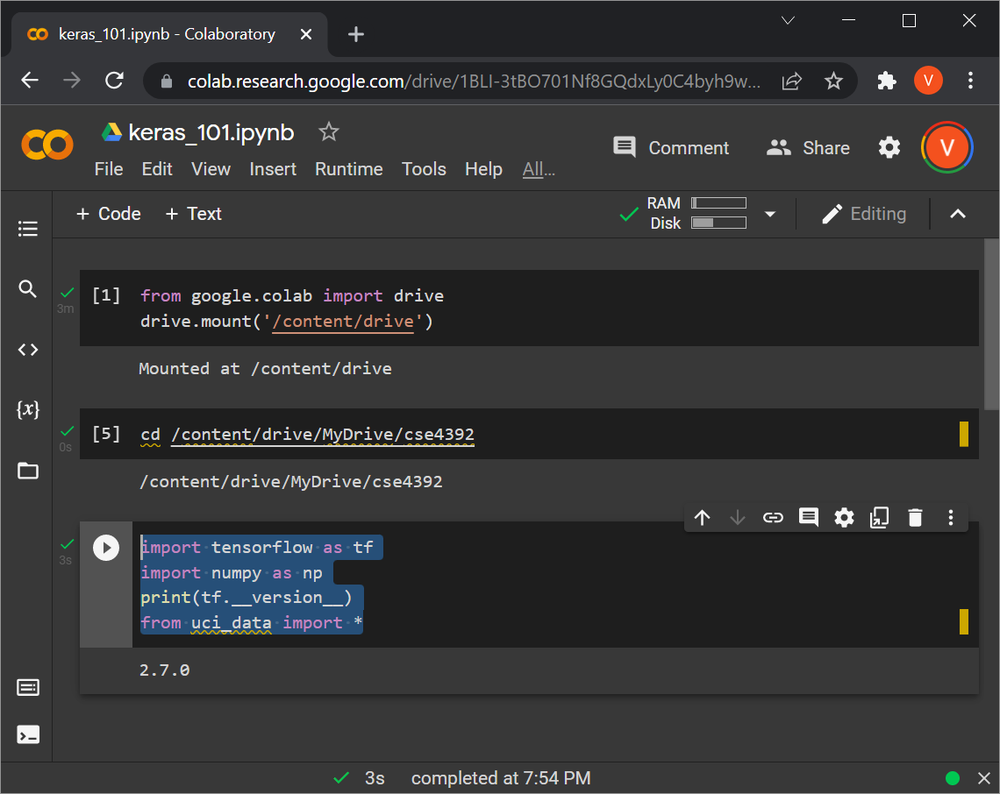 keras_101.ipynb - Colaboratory
colab.research.google.com/drive/1BLI-3tBO701Nf8GQdxLy0C4byh9w...
V
keras_101.ipynb
Comment
Share
V
File Edit View Insert Runtime Tools Help All...
+ Code + Text
RAM
Disk
Editing
[1] from google.colab import drive
3m
drive.mount('/content/drive')
Mounted at /content/drive
{x}
[5] cd /content/drive/MyDrive/cse4392
0s
/content/drive/MyDrive/cse4392
import tensorflow as tf
3s
import numpy as np
print(tf.__version__)
from uci_data import *
2.7.0
3s completed at 7:54 PM